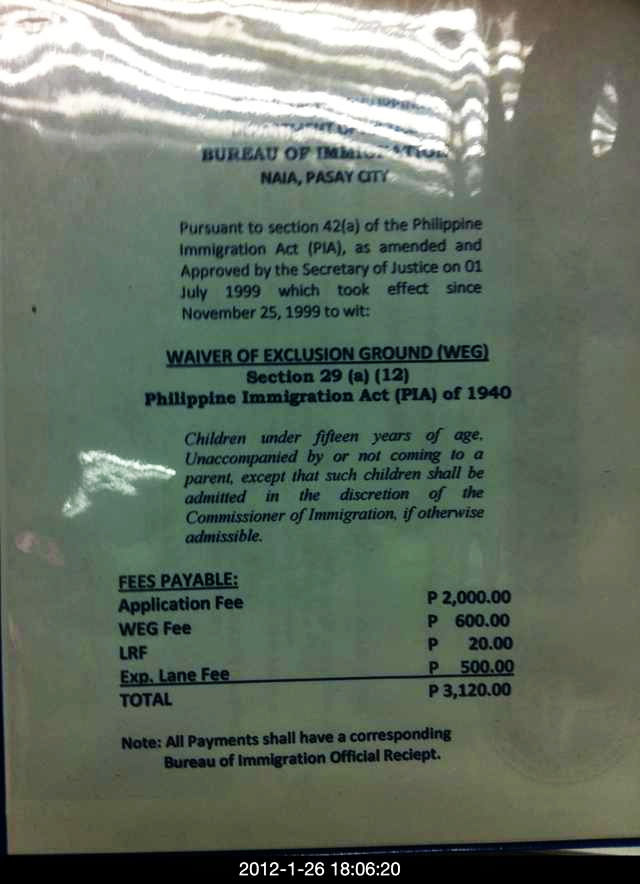 BUREAU OF IMMIGRATION
NAIA, PASAY CITY
Pursuant to section 42(a) of the Philippine
Immigration Act (PIA), as amended and
Approved by the Secretary of Justice on 01
July 1999 which took effect since
November 25, 1999 to wit:
WAIVER OF EXCLUSION GROUND (WEG)
Section 29 (a) (12)
Philippine Immigration Act (PIA) of 1940
Children under fifteen years of age,
Unaccompanied by or not coming to a
parent, except that such children shall be
admitted in the discretion of the
Commissioner of Immigration, if otherwise
admissible.
FEES PAYABLE:
Application Fee P 2,000.00
WEG Fee P 600.00
LRF P 20.00
Exp. Lane Fee P 500.00
TOTAL P 3,120.00
Note: All Payments shall have a corresponding
Bureau of Immigration Official Reciept.
2012-1-26 18:06:20